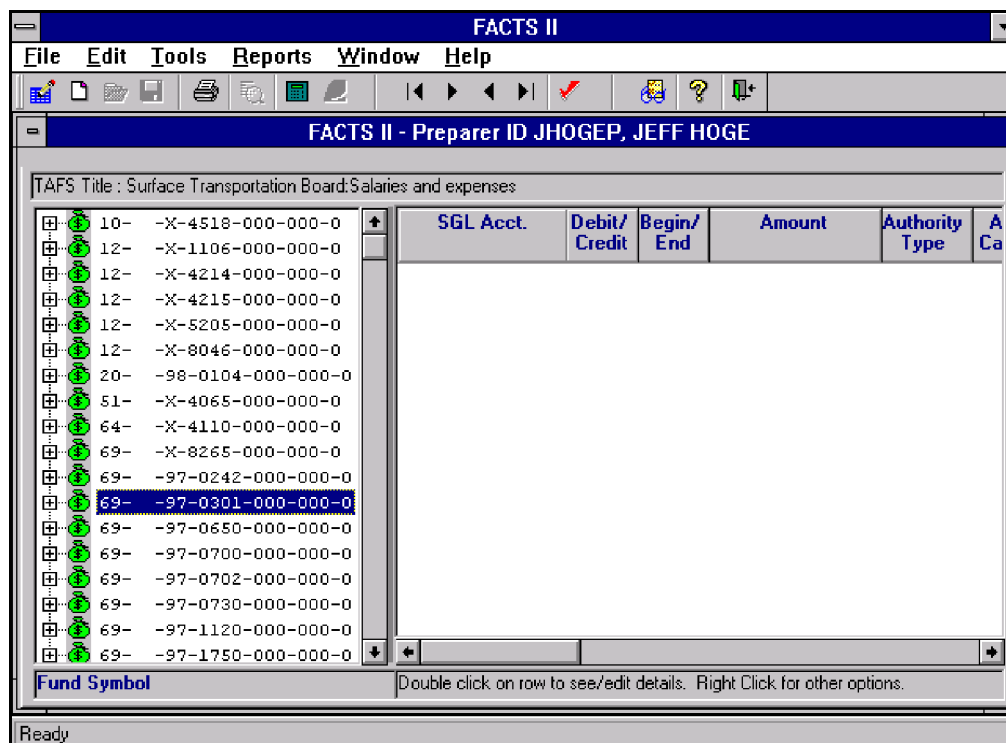 FACTS II
File Edit Tools Reports Window Help
FACTS II - Preparer ID JHOGEP, JEFF HOGE
TAFS Title : Surface Transportation Board:Salaries and expenses
SGL Acct. Debit/ Begin/ Amount Authority A
Credit End Type Ca
10- -X-4518-000-000-0
12- -X-1106-000-000-0
12- -X-4214-000-000-0
12- -X-4215-000-000-0
12- -X-5205-000-000-0
12- -X-8046-000-000-0
20- -98-0104-000-000-0
51- -X-4065-000-000-0
64- -X-4110-000-000-0
69- -X-8265-000-000-0
69- -97-0242-000-000-0
69- -97-0301-000-000-0
69- -97-0650-000-000-0
69- -97-0700-000-000-0
69- -97-0702-000-000-0
69- -97-0730-000-000-0
69- -97-1120-000-000-0
69- -97-1750-000-000-0
Fund Symbol Double click on row to see/edit details. Right Click for other options.
Ready